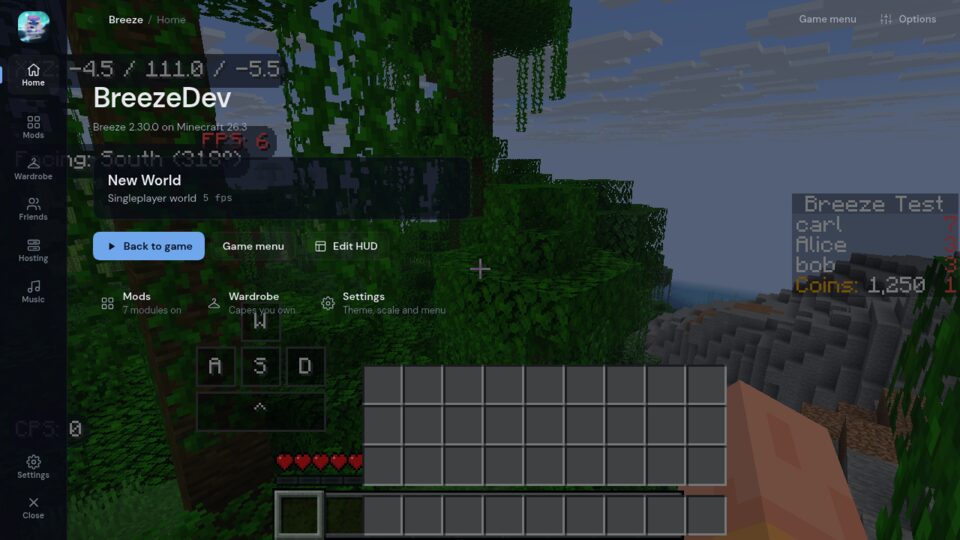 Breeze / Home
Game menu
Options
-4.5 / 111.0 / -5.5
Home
BreezeDev
Breeze 2.30.0 on Minecraft 26.3
FPS: 6
Mods
Facing: South (318°)
Wardrobe
New World
Singleplayer world 5 fps
Friends
Breeze Test
carl
Alice
bob 3
Coins: 1,250 1
Hosting
Back to game
Game menu
Edit HUD
Music
Mods
7 modules on
Wardrobe
Capes you own
Settings
Theme, scale and menu
W
A S D
^
CPS: 0
Settings
Close